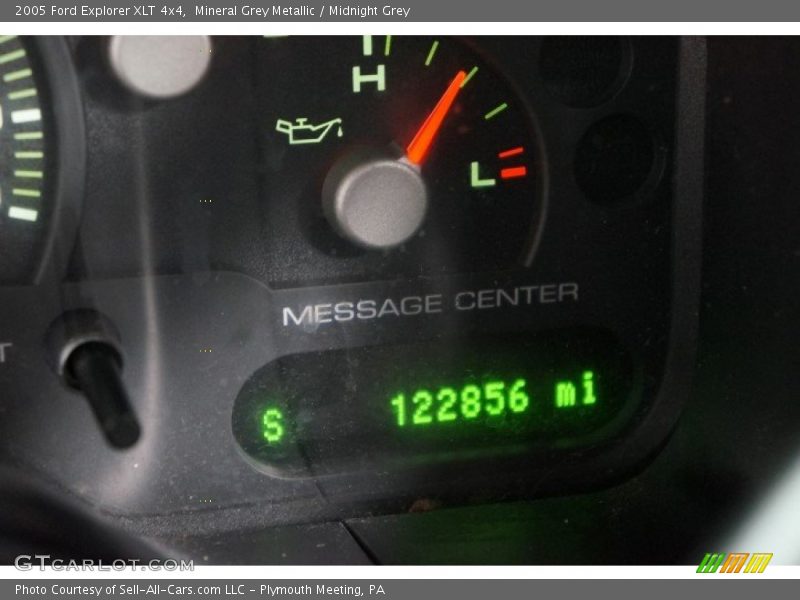 2005 Ford Explorer XLT 4x4, Mineral Grey Metallic / Midnight Grey
H
L
MESSAGE CENTER
T
S 122856 mi
GTcarlot.com
Photo Courtesy of Sell-All-Cars.com LLC - Plymouth Meeting, PA